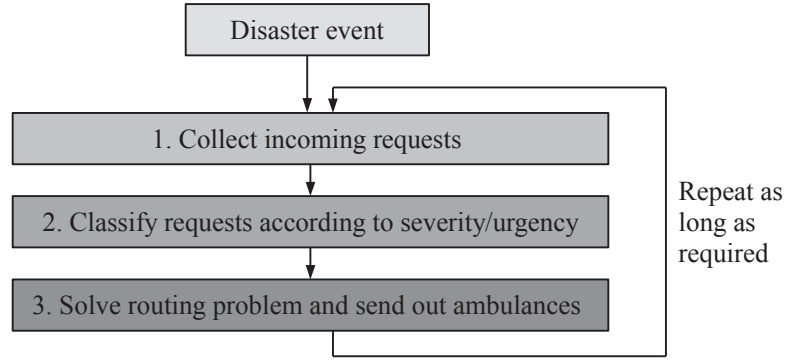 Disaster event
1. Collect incoming requests
2. Classify requests according to severity/urgency
3. Solve routing problem and send out ambulances
Repeat as
long as
required